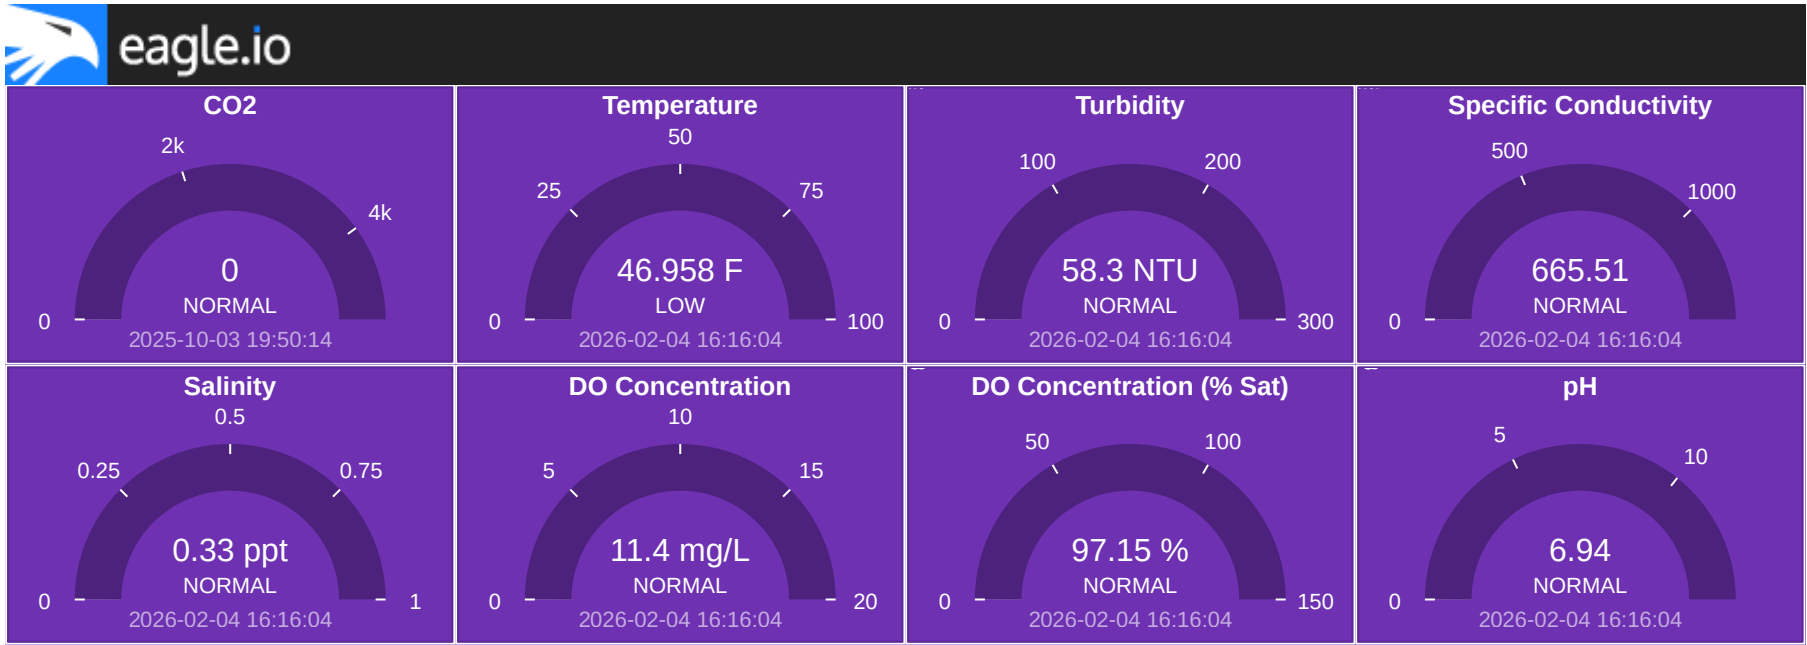 eagle.io
CO2
2k
4k
0
0
NORMAL
2025-10-03 19:50:14
Temperature
50
25
75
46.958 F
LOW
0
100
2026-02-04 16:16:04
Turbidity
100
200
58.3 NTU
NORMAL
0
300
2026-02-04 16:16:04
Specific Conductivity
500
1000
665.51
NORMAL
0
2026-02-04 16:16:04
Salinity
0.5
0.25
0.75
0.33 ppt
NORMAL
0
1
2026-02-04 16:16:04
DO Concentration
10
5
15
11.4 mg/L
NORMAL
0
20
2026-02-04 16:16:04
DO Concentration (% Sat)
50
100
97.15 %
NORMAL
0
150
2026-02-04 16:16:04
pH
5
10
6.94
NORMAL
0
2026-02-04 16:16:04